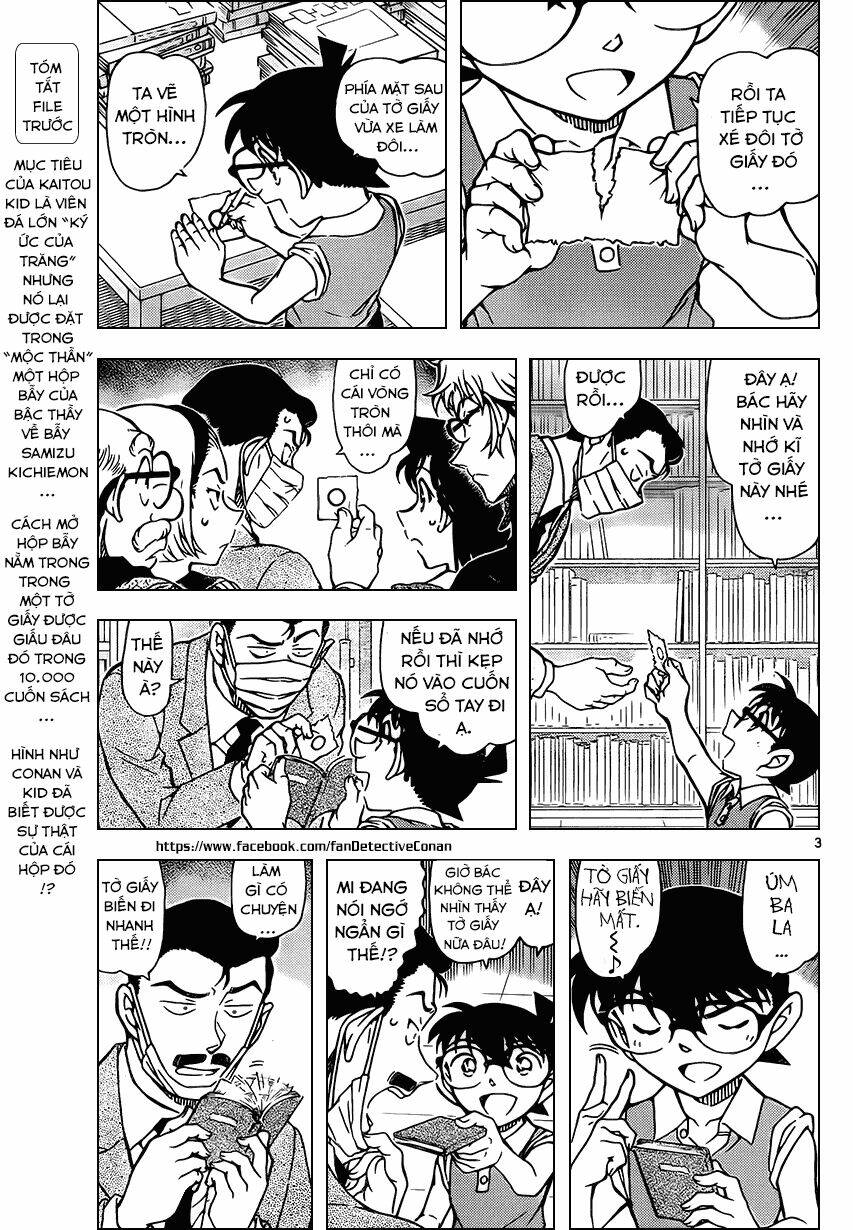 TÓM
TẮT
FILE
TRƯỚC
MỤC TIÊU
CỦA KAITOU
KID LÀ VIÊN
ĐÁ LỚN "KÝ
ỨC CỦA
TRĂNG"
NHƯNG
NÓ LẠI
ĐƯỢC ĐẶT
TRONG
"MỘC THẦN"
MỘT HỘP
BẪY CỦA
BẬC THẦY
VỀ BẪY
SAMIZU
KICHIEMON
...
CÁCH MỞ
HỘP BẪY
NẰM TRONG
TRONG
MỘT TỜ
GIẤY ĐƯỢC
GIẤU ĐÂU
ĐÓ TRONG
10.000
CUỐN SÁCH
...
HÌNH NHƯ
CONAN VÀ
KID ĐÃ
BIẾT ĐƯỢC
SỰ THẬT
CỦA CÁI
HỘP ĐÓ
!?
RỒI TA
TIẾP TỤC
XÉ ĐÔI TỜ
GIẤY ĐÓ
...
PHÍA MẶT SAU
CỦA TỜ GIẤY
VỪA XE LÀM
ĐÔI...
TA VẼ
MỘT HÌNH
TRÒN...
ĐÂY Ạ!
BÁC HÃY
NHÌN VÀ
NHỚ KĨ
TỜ GIẤY
NÀY NHÉ
...
ĐƯỢC
RỒI...
CHỈ CÓ
CÁI VÒNG
TRÒN
THÔI MÀ
...
NẾU ĐÃ NHỚ
RỒI THÌ KẸP
NÓ VÀO CUỐN
SỔ TAY ĐI
Ạ.
THẾ
NÀY
À?
3
https://www.facebook.com/fanDetectiveConan
ÚM
BA
LA
...
TỜ GIẤY
HÃY BIẾN
MẤT.
♪
ĐÂY
Ạ!
GIỜ BÁC
KHÔNG THỂ
NHÌN THẤY
TỜ GIẤY
NỮA ĐÂU!
MI ĐANG
NÓI NGỚ
NGẨN GÌ
THẾ!?
LÀM
GÌ CÓ
CHUYỆN
...
TỜ GIẤY
BIẾN ĐI
NHANH
THẾ!!